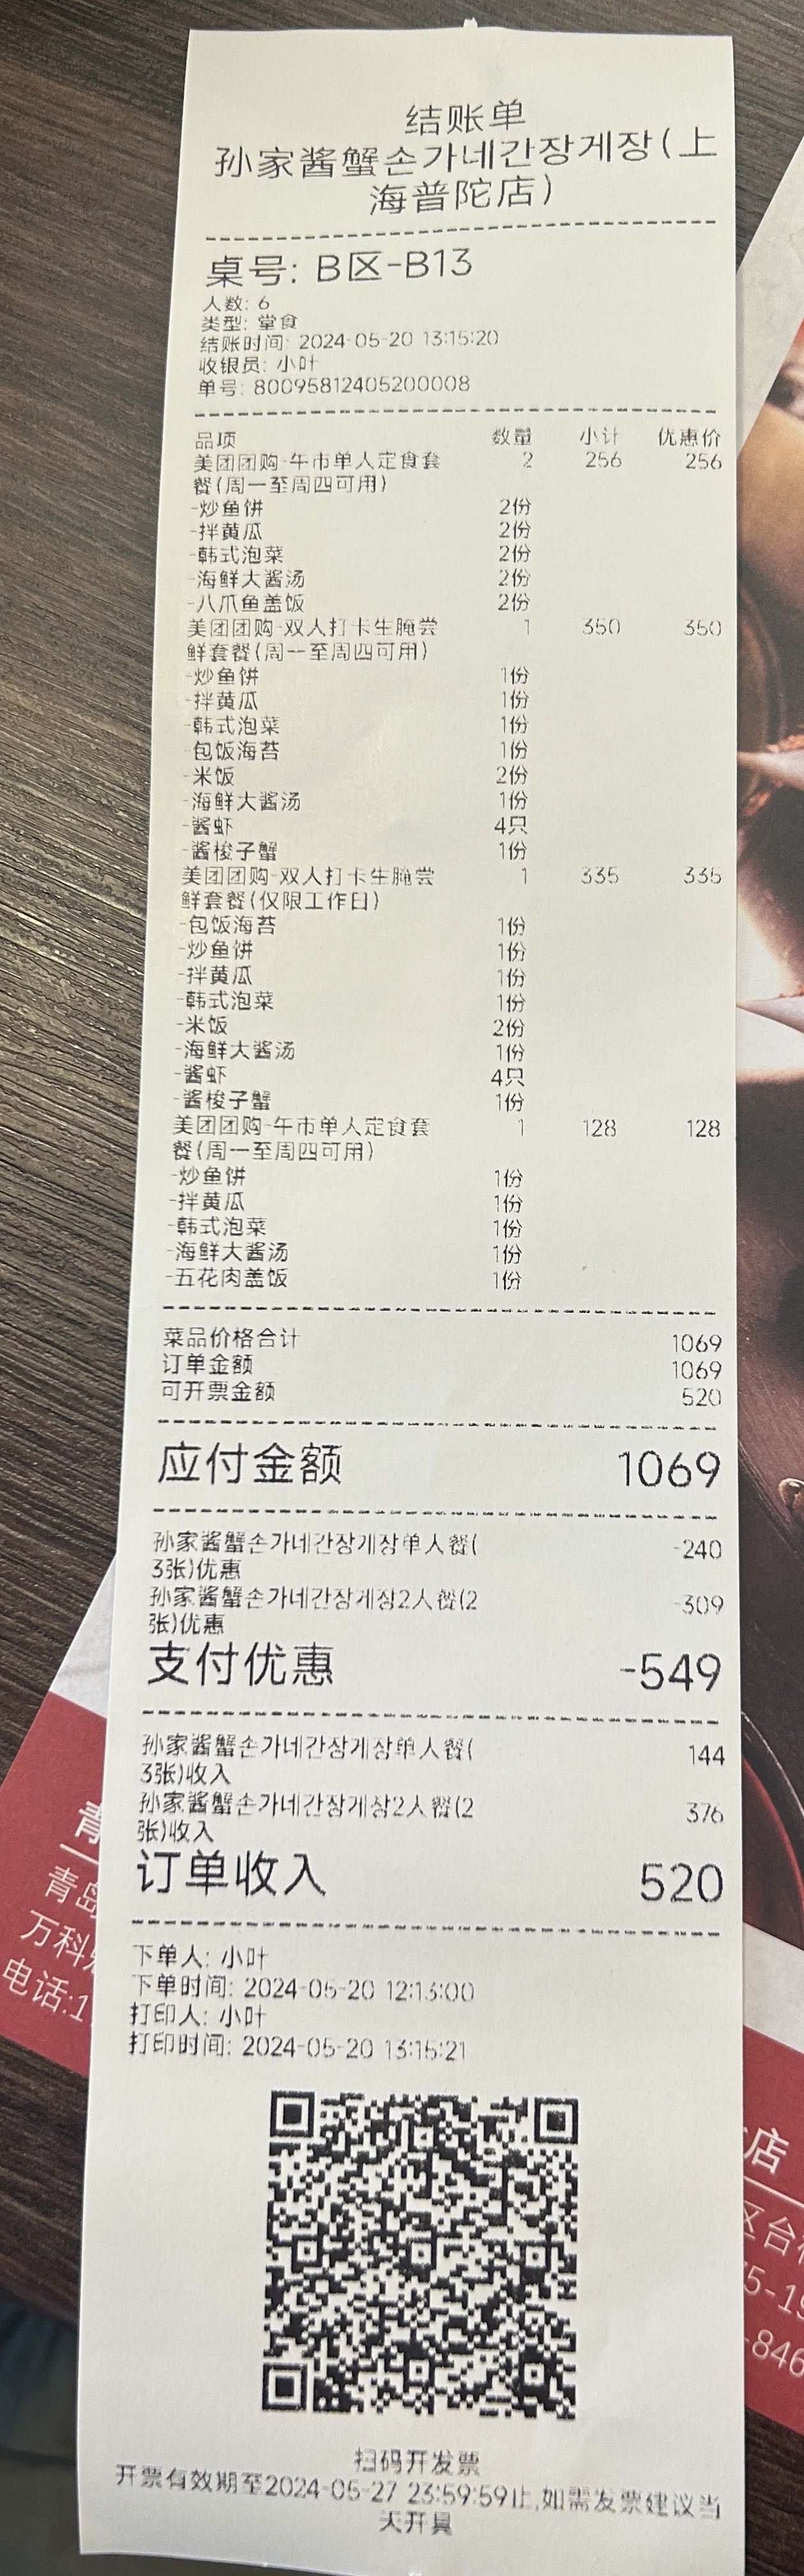 结账单
孙家酱蟹손가네간장게장(上
海普陀店)
桌号: B区-B13
人数: 6
类型: 堂食
结账时间: 2024-05-20 13:15:20
收银员: 小叶
单号: 80095812405200008
品项 数量 小计 优惠价
美团团购-午市单人定食套 2 256 256
餐(周一至周四可用)
-炒鱼饼 2份
-拌黄瓜 2份
-韩式泡菜 2份
-海鲜大酱汤 2份
-八爪鱼盖饭 2份
美团团购-双人打卡生腌尝 1 350 350
鲜套餐(周一至周四可用)
-炒鱼饼 1份
-拌黄瓜 1份
-韩式泡菜 1份
-包饭海苔 1份
-米饭 2份
-海鲜大酱汤 1份
-酱虾 4只
-酱梭子蟹 1份
美团团购-双人打卡生腌尝 1 335 335
鲜套餐(仅限工作日)
-包饭海苔 1份
-炒鱼饼 1份
-拌黄瓜 1份
-韩式泡菜 1份
-米饭 2份
-海鲜大酱汤 1份
-酱虾 4只
-酱梭子蟹 1份
美团团购-午市单人定食套 1 128 128
餐(周一至周四可用)
-炒鱼饼 1份
-拌黄瓜 1份
-韩式泡菜 1份
-海鲜大酱汤 1份
-五花肉盖饭 1份
菜品价格合计 1069
订单金额 1069
可开票金额 520
应付金额 1069
孙家酱蟹손가네간장게장单人餐( -240
3张)优惠
孙家酱蟹손가네간장게장2人餐(2 -309
张)优惠
支付优惠 -549
孙家酱蟹손가네간장게장单人餐( 144
3张)收入
孙家酱蟹손가네간장게장2人餐(2 376
张)收入
订单收入 520
下单人: 小叶
下单时间: 2024-05-20 12:13:00
打印人: 小叶
打印时间: 2024-05-20 13:15:21
扫码开发票
开票有效期至2024-05-27 23:59:59止,如需发票建议当
天开具
青岛
万科
电话:1
店
区台
5-19
-846